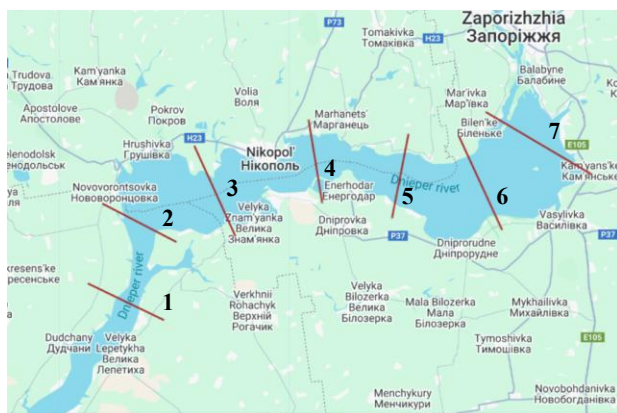 Zaporizhzhia
Запоріжжя
P73
Tomakivka
Томаківка
H23
Kam'yanka
Кам'янка
Trudova
Трудова
Balabyne
Балабине
Volia
Воля
Apostolove
Апостолове
Pokrov
Покров
Mar'ivka
Мар'ївка
Marhanets'
Марганець
Bilen'ke
Біленьке
7
E105
H23
Hrushivka
Грушівка
Nikopol'
Нікополь
4
Kam'yans'ke
Кам'янське
3
Enerhodar
Енергодар
Dnieper river
5
6
Novovorontsovka
Нововоронцовка
2
Velyka
Znam'yanka
Велика
Знам'янка
Dniprovka
Дніпровка
P37
Vasylivka
Василівка
P37
Dniprorudne
Дніпрорудне
Dnieper river
1
Verkhnii
Rohachyk
Верхній
Рогачик
Velyka
Bilozerka
Велика
Білозерка
Mala Bilozerka
Мала
Білозерка
Mykhailivka
Михайлівка
E105
Dudchany
Дудчани
Velyka
Lepetykha
Велика
Лепетиха
Tymoshivka
Тимошівка
Menchykury
Менчикури
Novobohdanivka
Новобогданівка